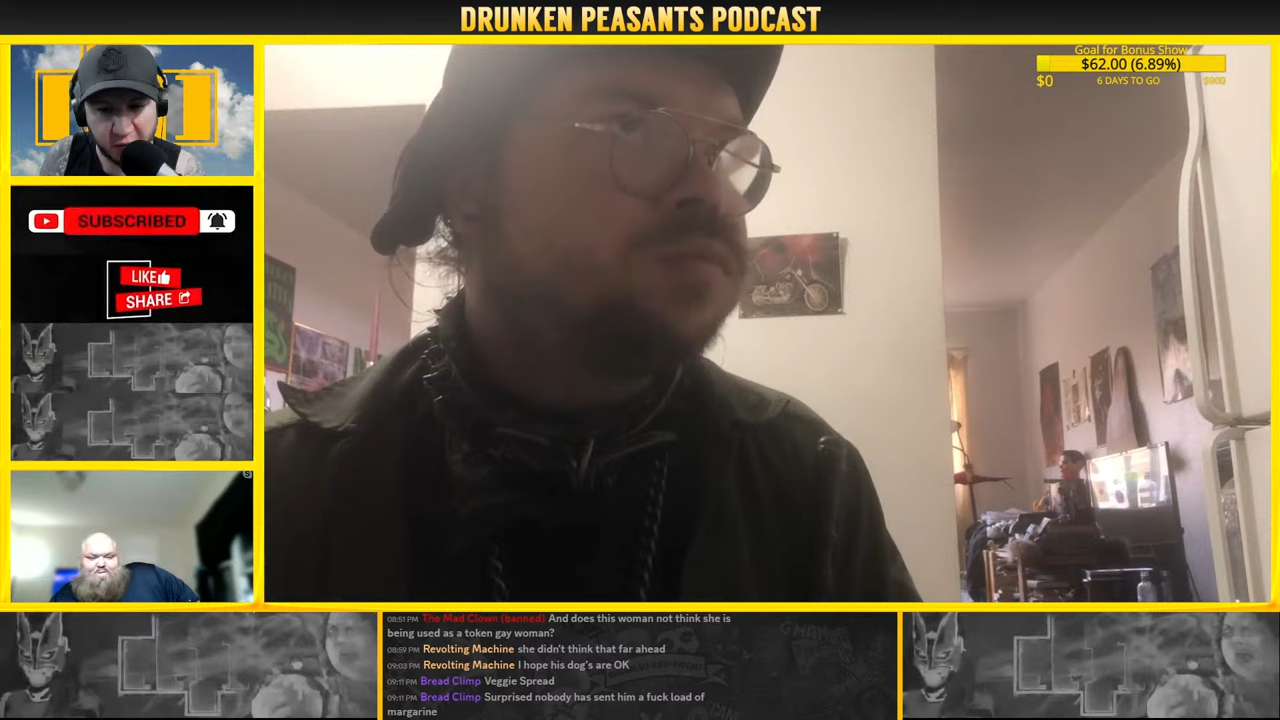 DRUNKEN PEASANTS PODCAST
Goal for Bonus Show
$62.00 (6.89%)
$0
6 DAYS TO GO
$900
SUBSCRIBED
LIKE
SHARE
08:51 PM The Mad Clown (banned) And does this woman not think she is
being used as a token gay woman?
08:59 PM Revolting Machine she didn't think that far ahead
09:03 PM Revolting Machine I hope his dog's are OK
09:11 PM Bread Climp Veggie Spread
09:11 PM Bread Climp Surprised nobody has sent him a fuck load of
margarine